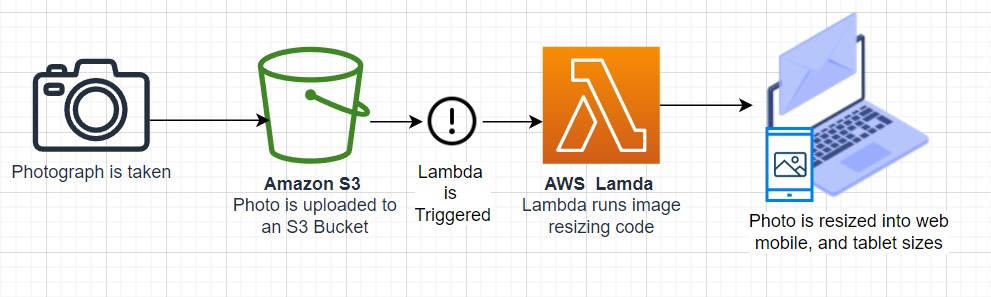 Photograph is taken
Amazon S3
Photo is uploaded to
an S3 Bucket
Lambda
is
Triggered
AWS Lamda
Lambda runs image
resizing code
Photo is resized into web
mobile, and tablet sizes